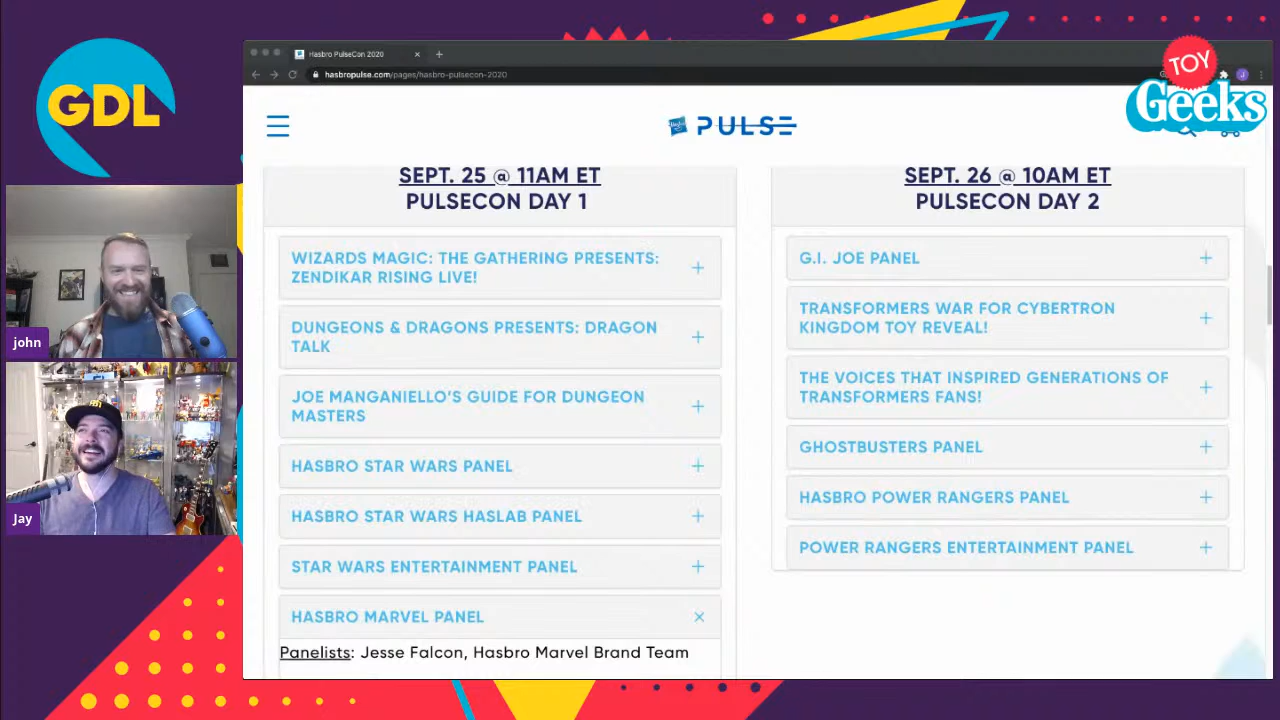 GDL
john
Jay
Hasbro PulseCon 2020
hasbropulse.com/pages/hasbro-pulsecon-2020
J
TOY
Geeks
Hasbro
PULSE
SEPT. 25 @ 11AM ET
PULSECON DAY 1
WIZARDS MAGIC: THE GATHERING PRESENTS:
ZENDIKAR RISING LIVE!
DUNGEONS & DRAGONS PRESENTS: DRAGON
TALK
JOE MANGANIELLO'S GUIDE FOR DUNGEON
MASTERS
HASBRO STAR WARS PANEL
HASBRO STAR WARS HASLAB PANEL
STAR WARS ENTERTAINMENT PANEL
HASBRO MARVEL PANEL
Panelists: Jesse Falcon, Hasbro Marvel Brand Team
SEPT. 26 @ 10AM ET
PULSECON DAY 2
G.I. JOE PANEL
TRANSFORMERS WAR FOR CYBERTRON
KINGDOM TOY REVEAL!
THE VOICES THAT INSPIRED GENERATIONS OF
TRANSFORMERS FANS!
GHOSTBUSTERS PANEL
HASBRO POWER RANGERS PANEL
POWER RANGERS ENTERTAINMENT PANEL